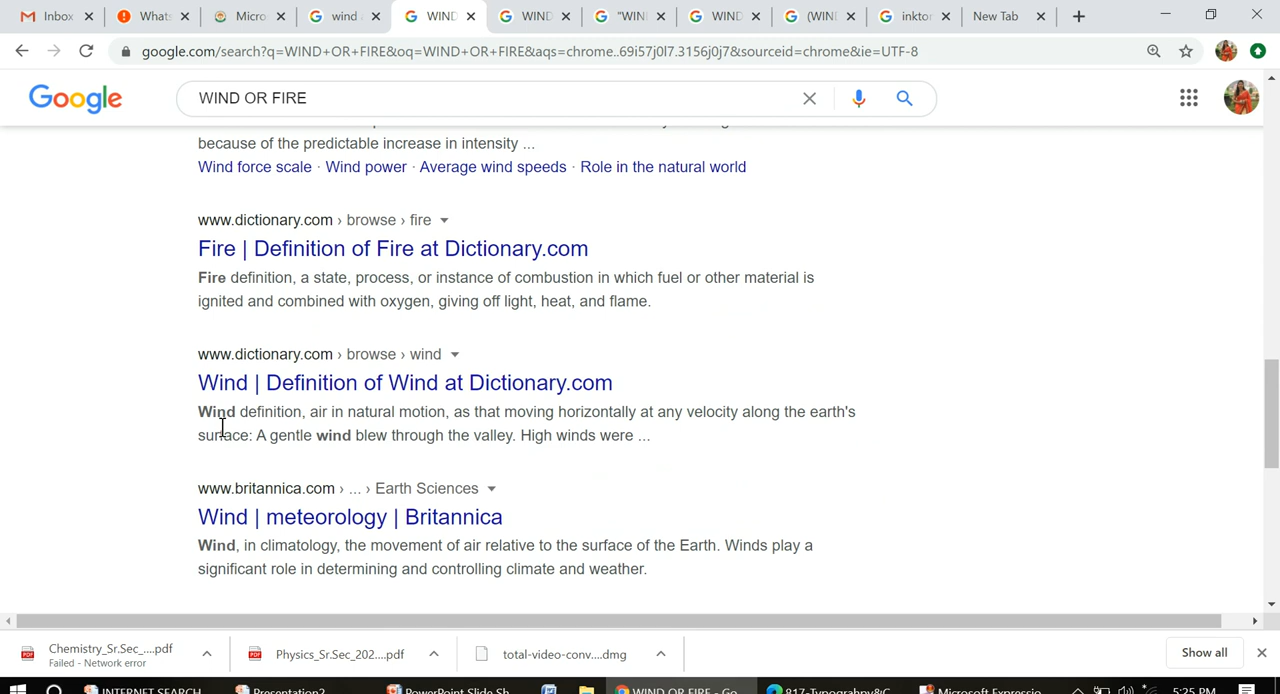 Inbox
What:
Micro
wind
WIND
WIND
"WIN
WIND
(WIN
inktor
New Tab
google.com/search?q=WIND+OR+FIRE&oq=WIND+OR+FIRE&aqs=chrome..69i57j0l7.3156j0j7&sourceid=chrome&ie=UTF-8
Google
WIND OR FIRE
because of the predictable increase in intensity ...
Wind force scale · Wind power · Average wind speeds · Role in the natural world
www.dictionary.com › browse › fire
Fire | Definition of Fire at Dictionary.com
Fire definition, a state, process, or instance of combustion in which fuel or other material is
ignited and combined with oxygen, giving off light, heat, and flame.
www.dictionary.com › browse › wind
Wind | Definition of Wind at Dictionary.com
Wind definition, air in natural motion, as that moving horizontally at any velocity along the earth's
surface: A gentle wind blew through the valley. High winds were ...
www.britannica.com › ... › Earth Sciences
Wind | meteorology | Britannica
Wind, in climatology, the movement of air relative to the surface of the Earth. Winds play a
significant role in determining and controlling climate and weather.
Chemistry_Sr.Sec_....pdf
Failed - Network error
Physics_Sr.Sec_202....pdf
total-video-conv....dmg
Show all
INTERNET SEARCH
Presentation2
PowerPoint Slide Sh
WIND OR FIRE - Go
817-Typography&C
Microsoft Expressio
5:25 PM